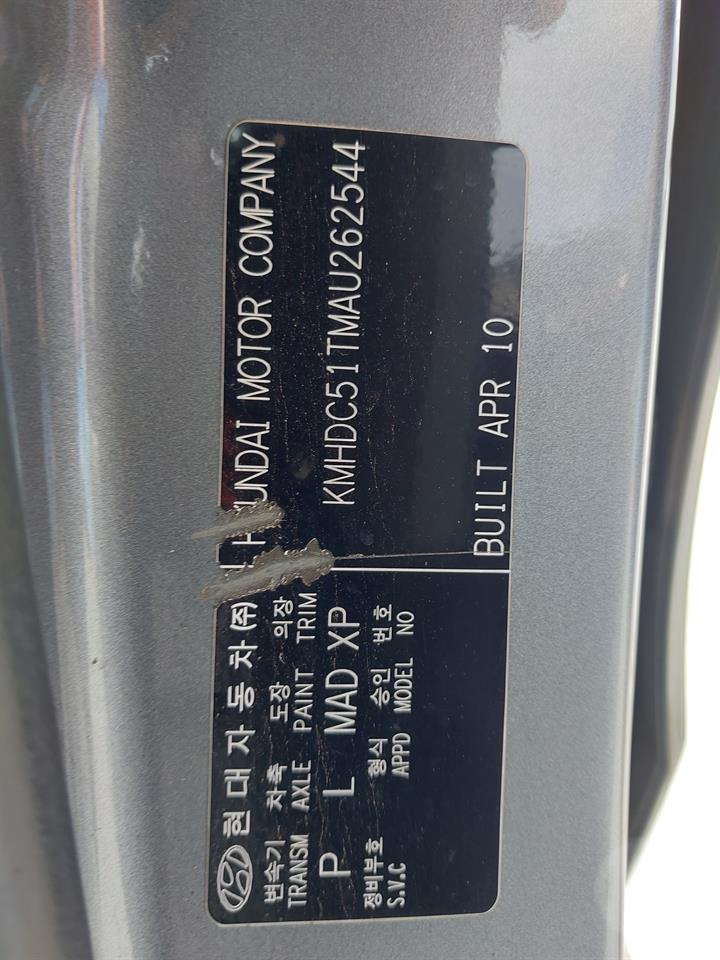 현대자동차(주) HYUNDAI MOTOR COMPANY
변속기 차축 도장 의장
TRANSM AXLE PAINT TRIM
P L MAD XP
KMHDC51TMAU262544
정비부호 형식 승인 번호
S.V.C APPD MODEL NO
BUILT APR 10